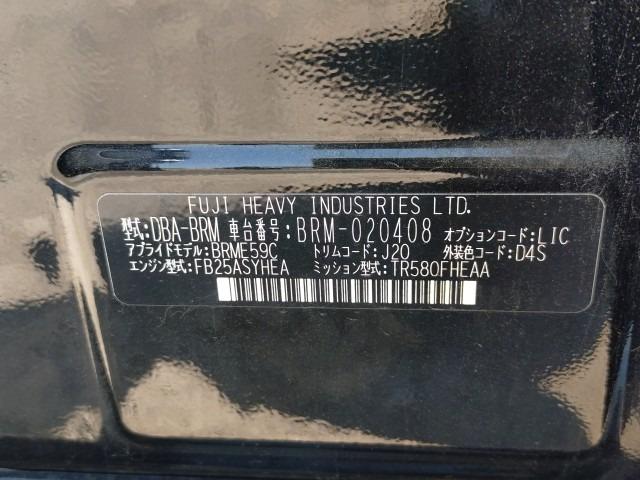 FUJI HEAVY INDUSTRIES LTD.
型式:DBA-BRM 車台番号:BRM-020408 オプションコード:LIC
アプライドモデル:BRME59C トリムコード:J20 外装色コード:D4S
エンジン型式:FB25ASYHEA ミッション型式:TR580FHEAA